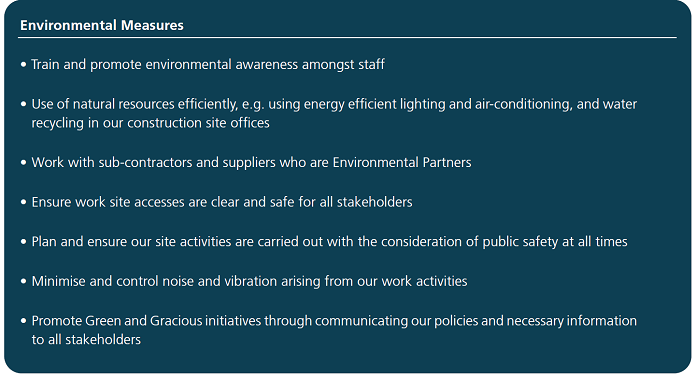 Environmental Measures
• Train and promote environmental awareness amongst staff
• Use of natural resources efficiently, e.g. using energy efficient lighting and air-conditioning, and water
recycling in our construction site offices
• Work with sub-contractors and suppliers who are Environmental Partners
• Ensure work site accesses are clear and safe for all stakeholders
• Plan and ensure our site activities are carried out with the consideration of public safety at all times
• Minimise and control noise and vibration arising from our work activities
• Promote Green and Gracious initiatives through communicating our policies and necessary information
to all stakeholders